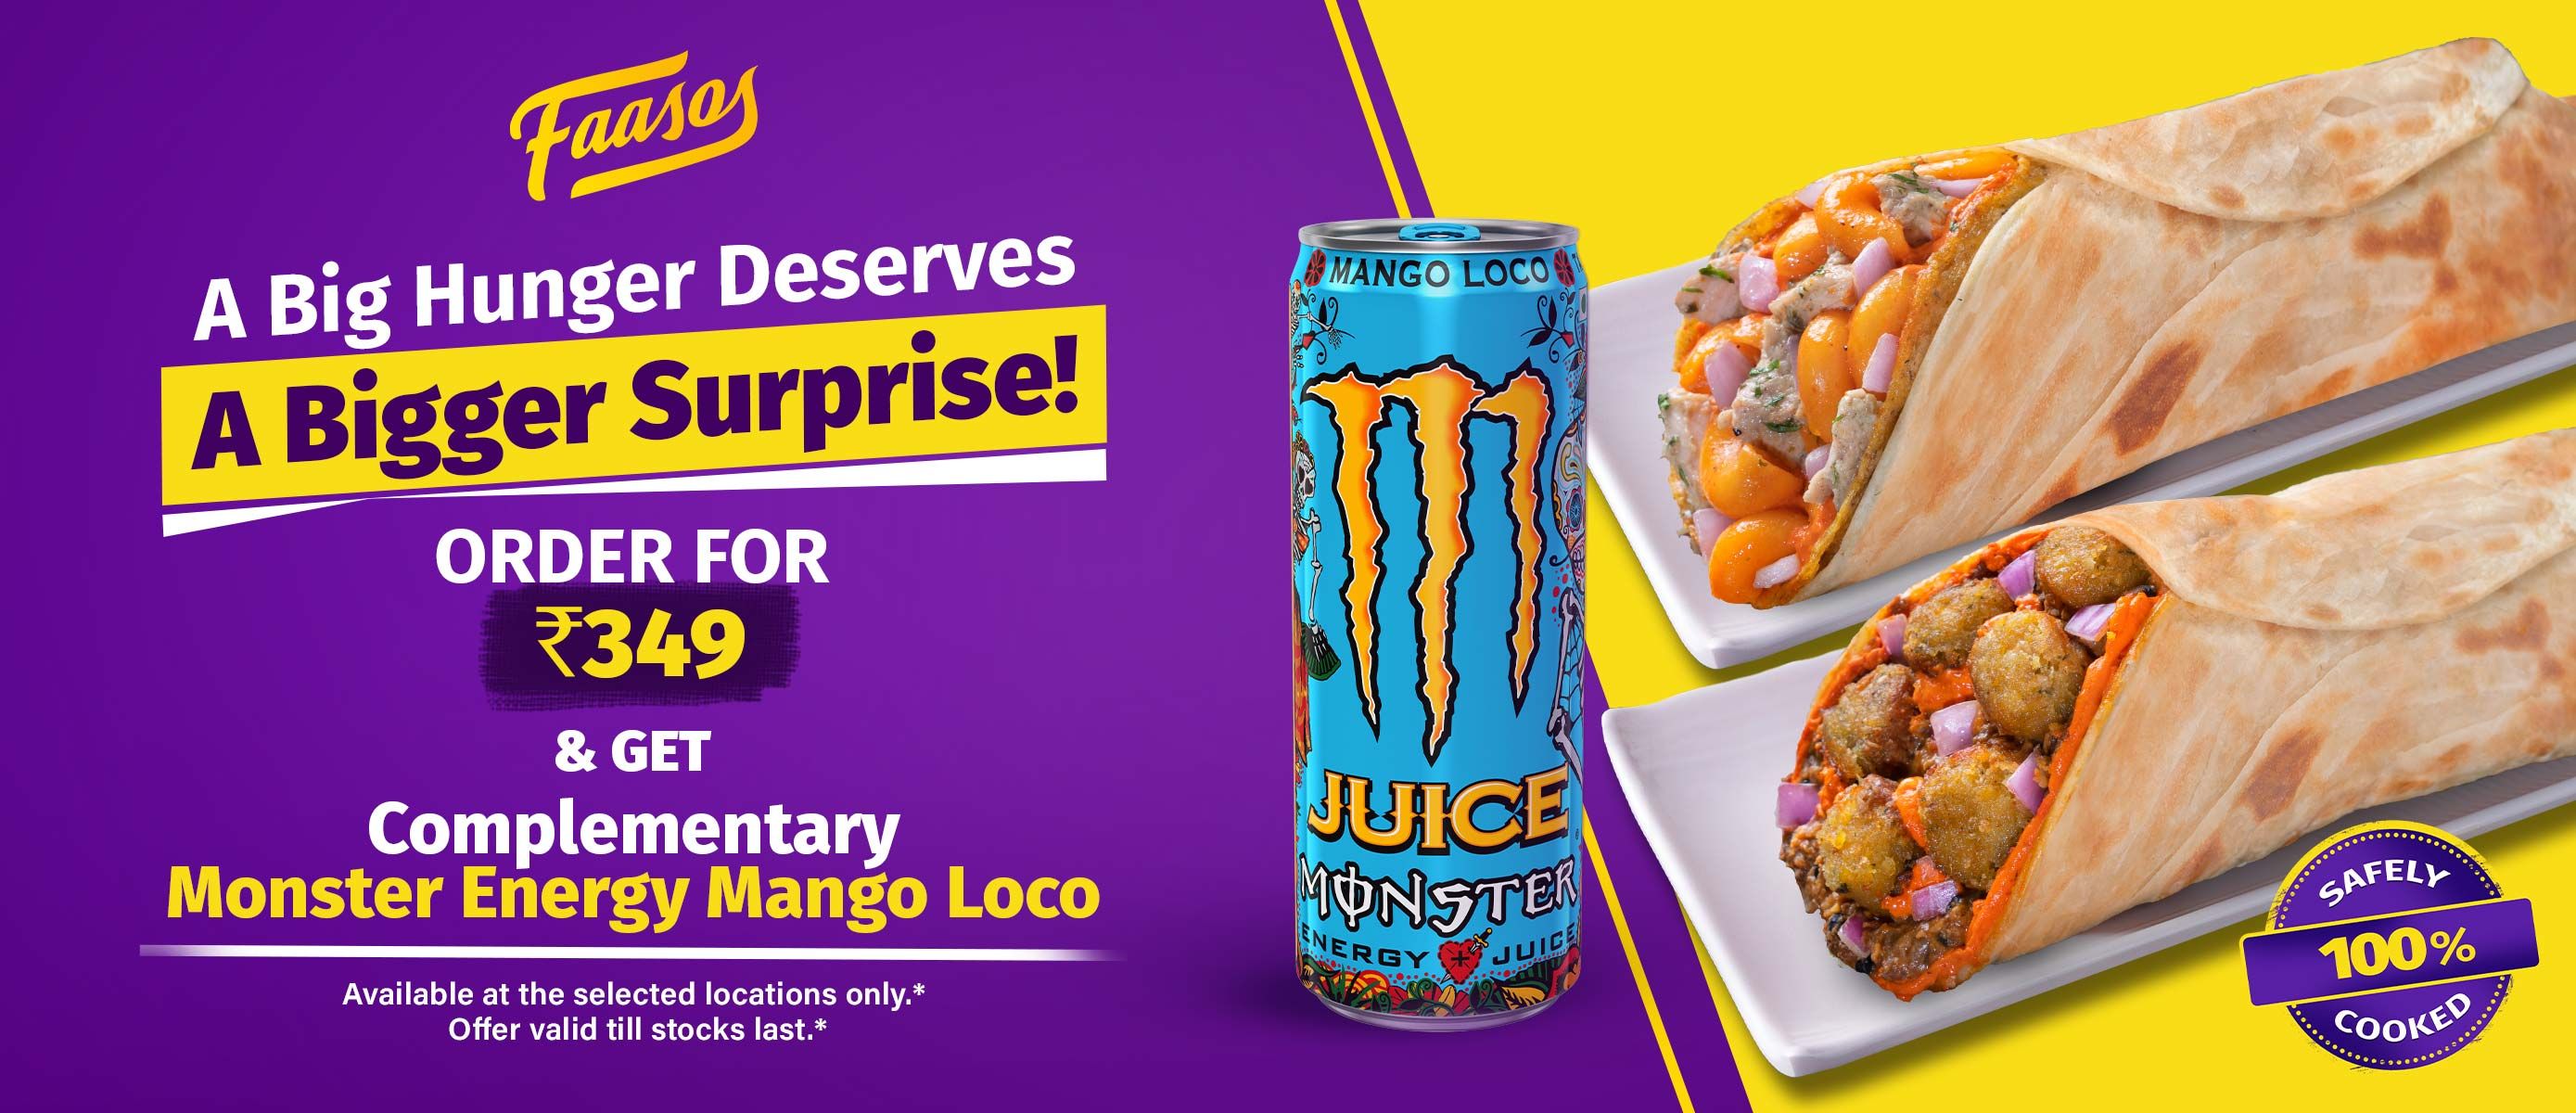 Faasos
A Big Hunger Deserves
A Bigger Surprise!
ORDER FOR
₹349
& GET
Complementary
Monster Energy Mango Loco
Available at the selected locations only.*
Offer valid till stocks last.*
MANGO LOCO
JUICE
MONSTER
ENERGY JUICE
SAFELY
100%
COOKED